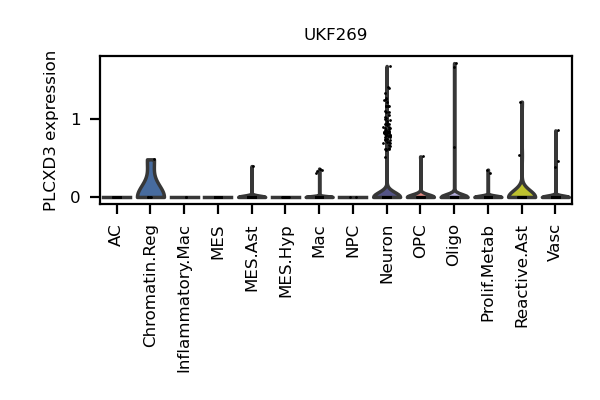 UKF269
PLCXD3 expression
1
0
AC
Chromatin.Reg
Inflammatory.Mac
MES
MES.Ast
MES.Hyp
Mac
NPC
Neuron
OPC
Oligo
Prolif.Metab
Reactive.Ast
Vasc